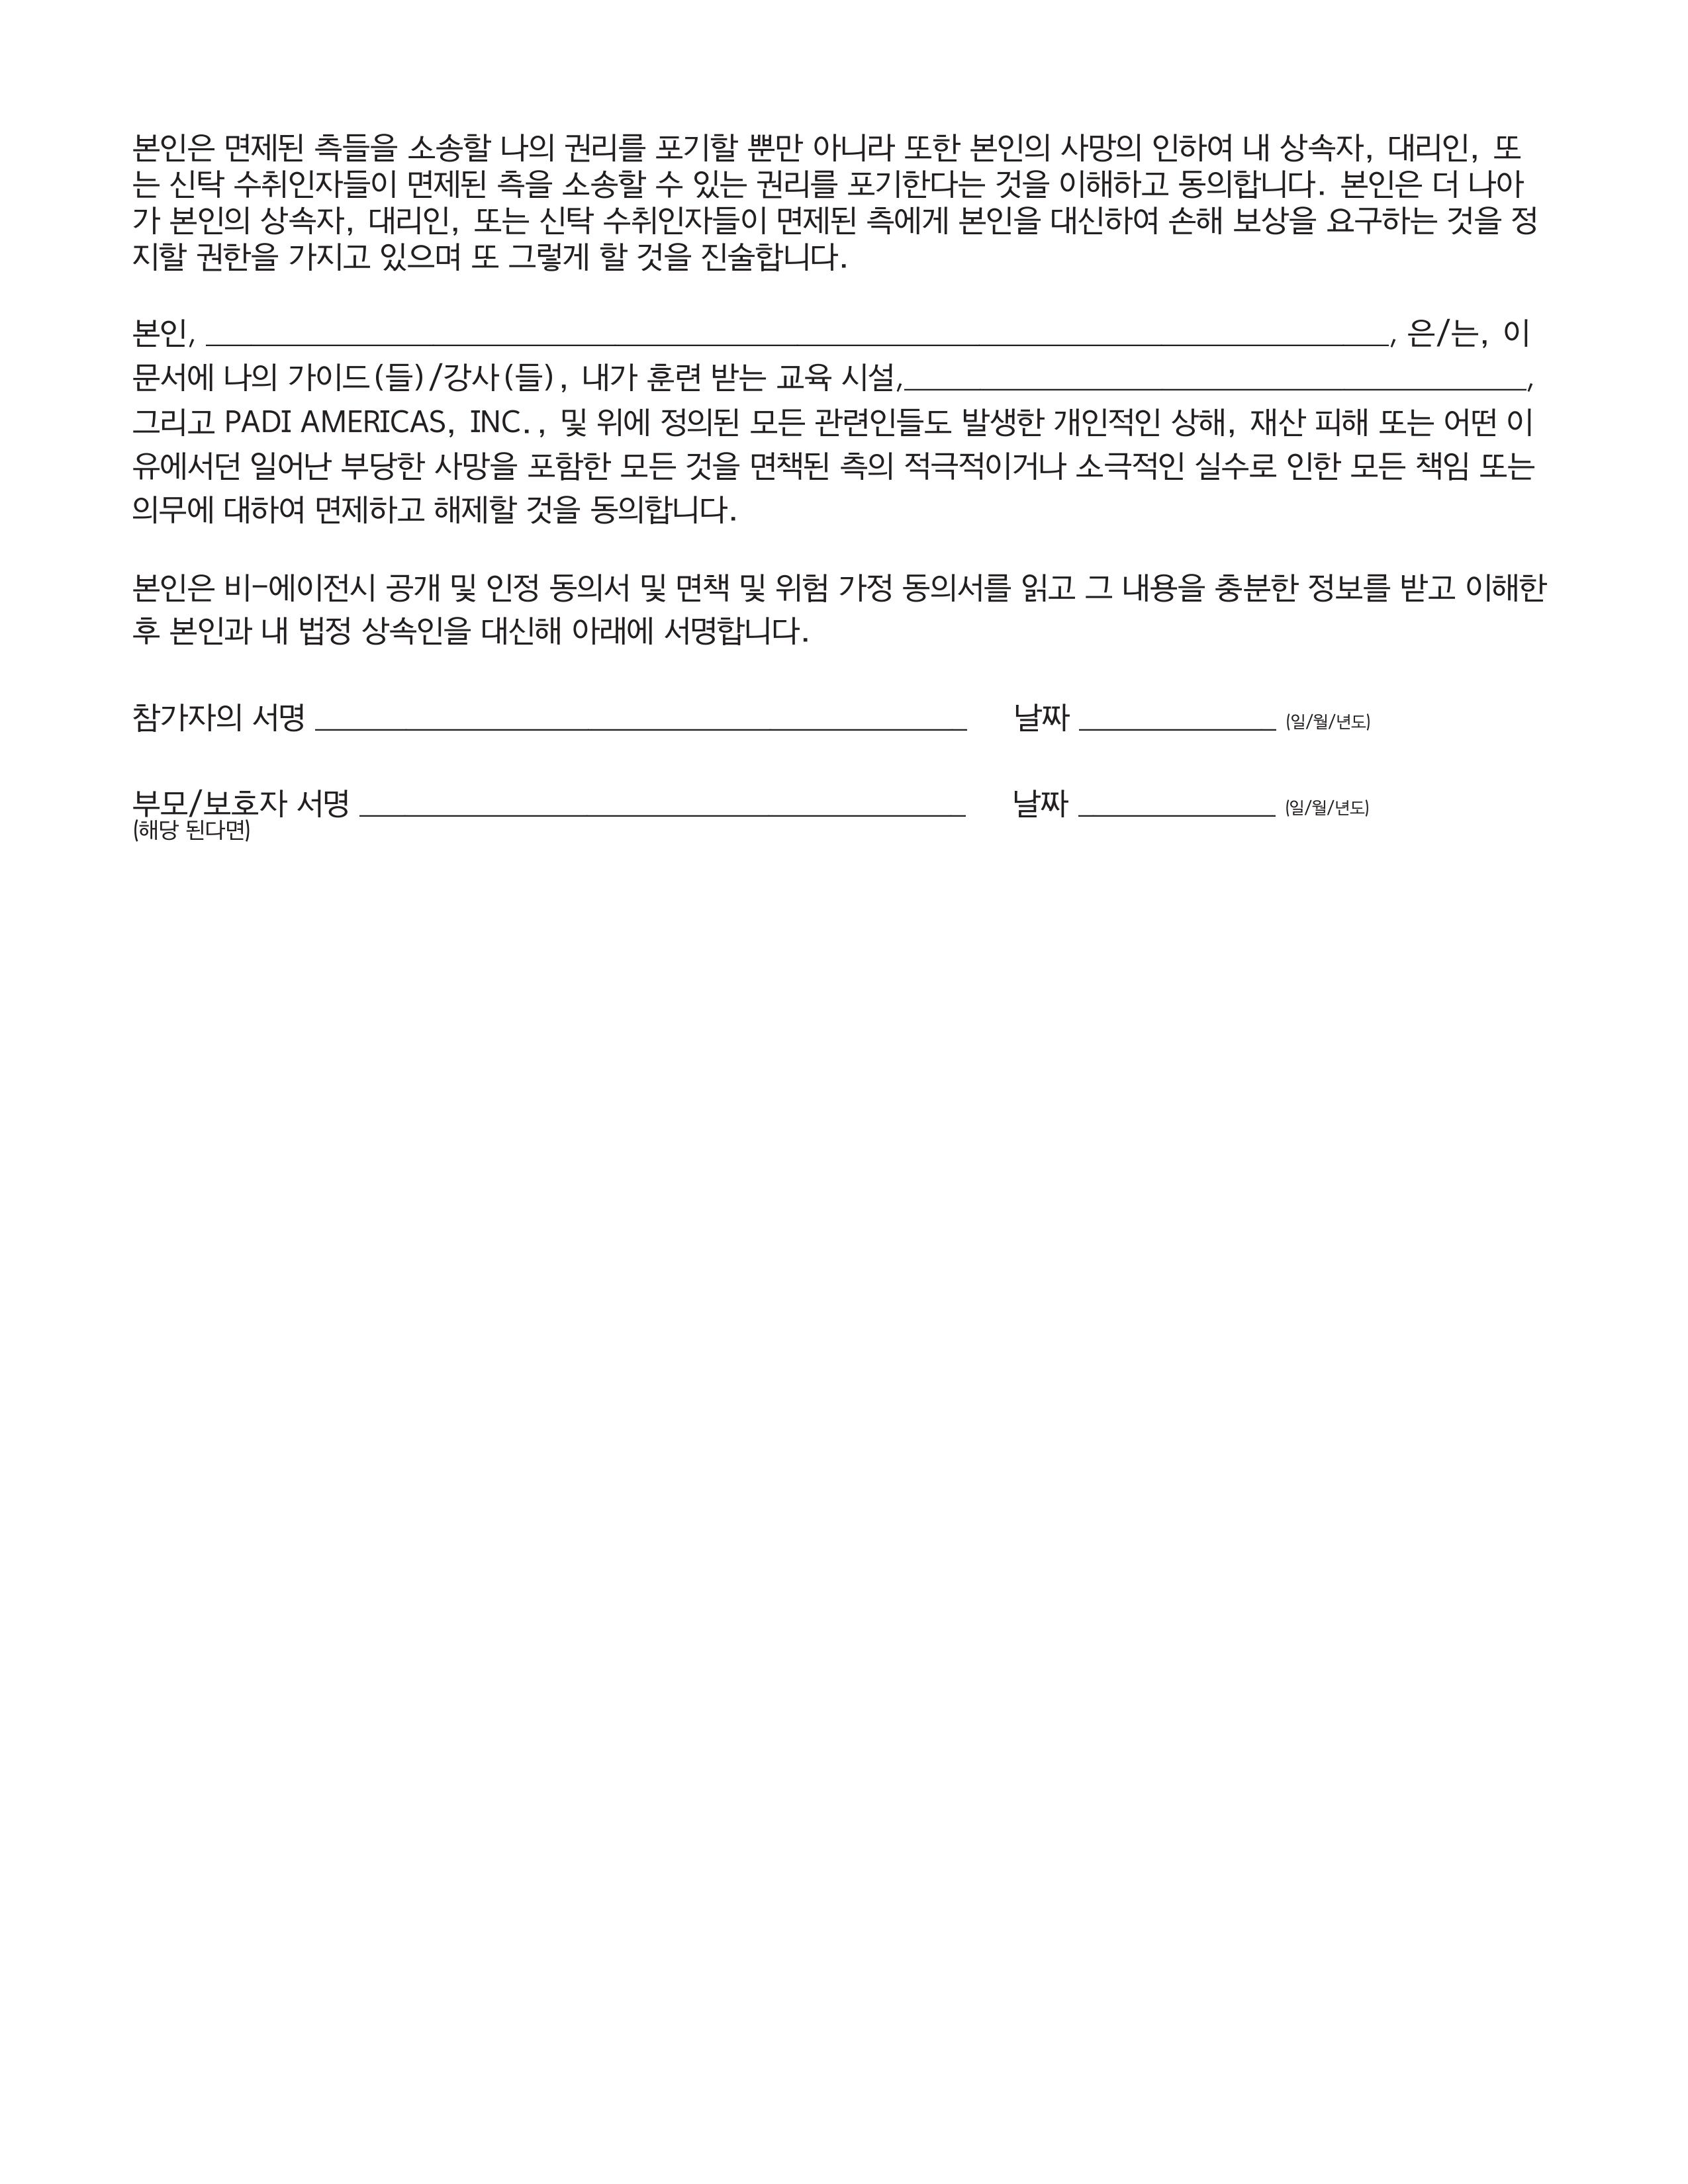 본인은 면제된 측들을 소송할 나의 권리를 포기할 뿐만 아니라 또한 본인의 사망의 인하여 내 상속자, 대리인, 또
는 신탁 수취인자들이 면제된 측을 소송할 수 있는 권리를 포기한다는 것을 이해하고 동의합니다. 본인은 더 나아
가 본인의 상속자, 대리인, 또는 신탁 수취인자들이 면제된 측에게 본인을 대신하여 손해 보상을 요구하는 것을 정
지할 권한을 가지고 있으며 또 그렇게 할 것을 진술합니다.
본인, ______________________________, 은/는, 이
문서에 나의 가이드(들)/강사(들), 내가 훈련 받는 교육 시설,____________________,
그리고 PADI AMERICAS, INC., 및 위에 정의된 모든 관련인들도 발생한 개인적인 상해, 재산 피해 또는 어떤 이
유에서던 일어난 부당한 사망을 포함한 모든 것을 면책된 측의 적극적이거나 소극적인 실수로 인한 모든 책임 또는
의무에 대하여 면제하고 해제할 것을 동의합니다.
본인은 비-에이전시 공개 및 인정 동의서 및 면책 및 위험 가정 동의서를 읽고 그 내용을 충분한 정보를 받고 이해한
후 본인과 내 법정 상속인을 대신해 아래에 서명합니다.
참가자의 서명 ____________________ 날짜 __________ (일/월/년도)
부모/보호자 서명 ____________________ 날짜 __________ (일/월/년도)
(해당 된다면)